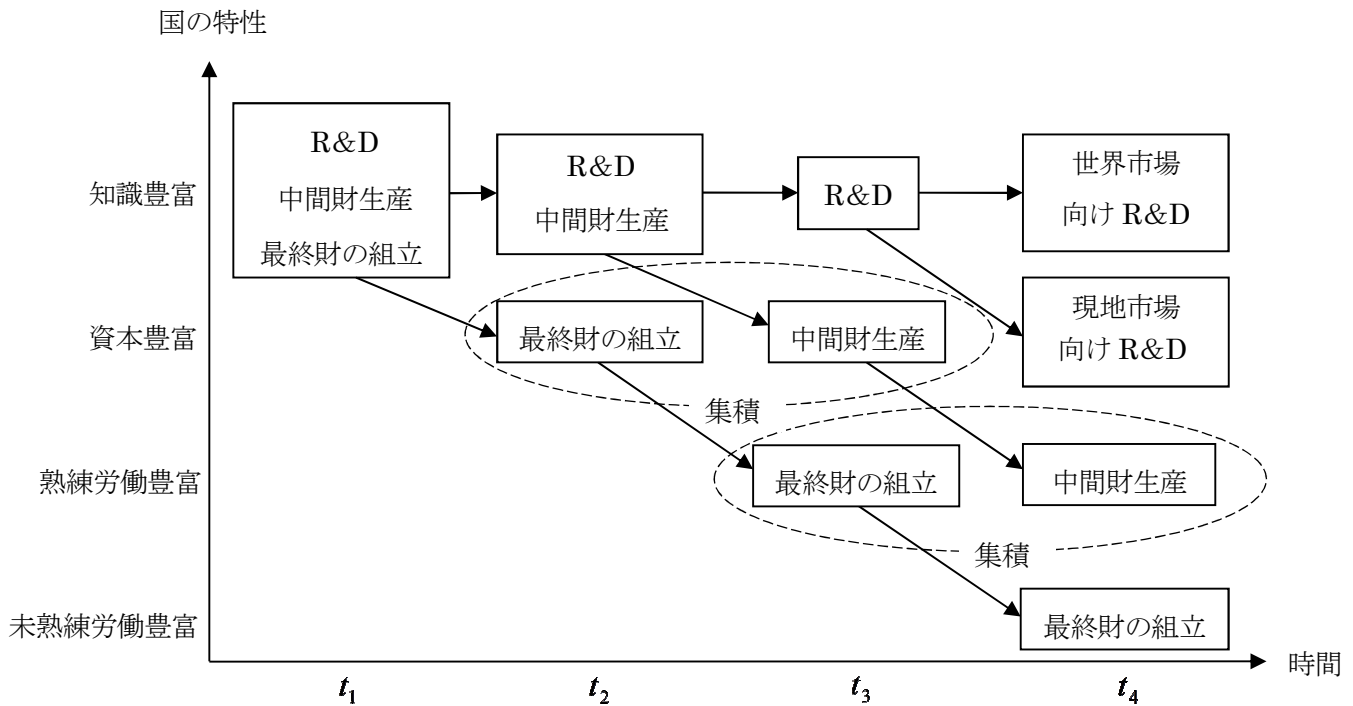 国の特性
知識豊富
資本豊富
熟練労働豊富
未熟練労働豊富
R&D
中間財生産
最終財の組立
R&D
中間財生産
R&D
世界市場
向け R&D
最終財の組立
中間財生産
現地市場
向け R&D
集積
最終財の組立
中間財生産
集積
最終財の組立
時間
t₁
t₂
t₃
t₄